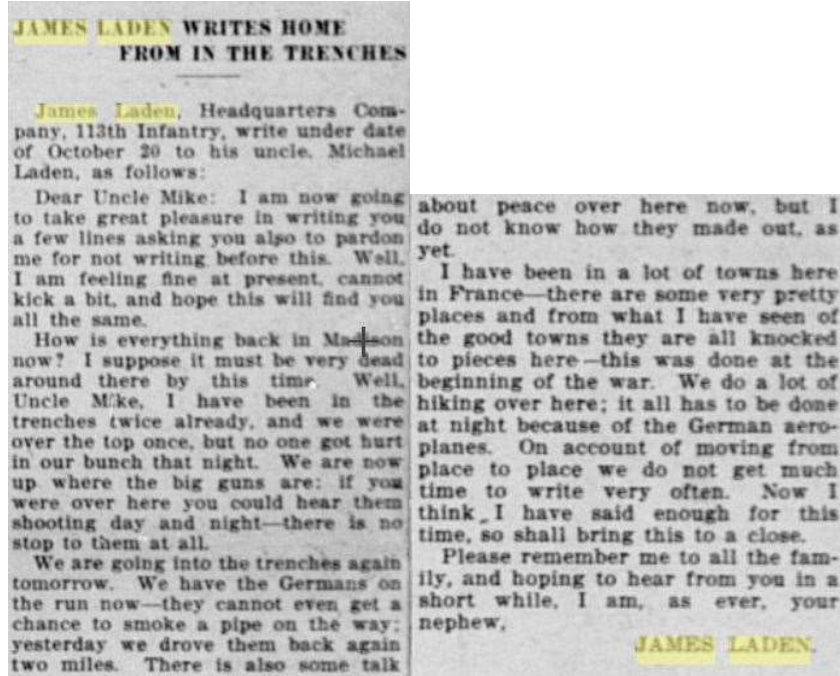 JAMES LADEN WRITES HOME
FROM IN THE TRENCHES
James Laden, Headquarters Com-
pany, 113th Infantry, write under date
of October 20 to his uncle, Michael
Laden, as follows:
Dear Uncle Mike: I am now going
to take great pleasure in writing you
a few lines asking you also to pardon
me for not writing before this. Well,
I am feeling fine at present, cannot
kick a bit, and hope this will find you
all the same.
How is everything back in Madison
now? I suppose it must be very dead
around there by this time. Well,
Uncle Mike, I have been in the
trenches twice already, and we were
over the top once, but no one got hurt
in our bunch that night. We are now
up where the big guns are; if you
were over here you could hear them
shooting day and night—there is no
stop to them at all.
We are going into the trenches again
tomorrow. We have the Germans on
the run now—they cannot even get a
chance to smoke a pipe on the way;
yesterday we drove them back again
two miles. There is also some talk
about peace over here now, but I
do not know how they made out, as
yet.
I have been in a lot of towns here
in France—there are some very pretty
places and from what I have seen of
the good towns they are all knocked
to pieces here—this was done at the
beginning of the war. We do a lot of
hiking over here; it all has to be done
at night because of the German aero-
planes. On account of moving from
place to place we do not get much
time to write very often. Now I
think I have said enough for this
time, so shall bring this to a close.
Please remember me to all the fam-
ily, and hoping to hear from you in a
short while, I am, as ever, your
nephew,
JAMES LADEN.